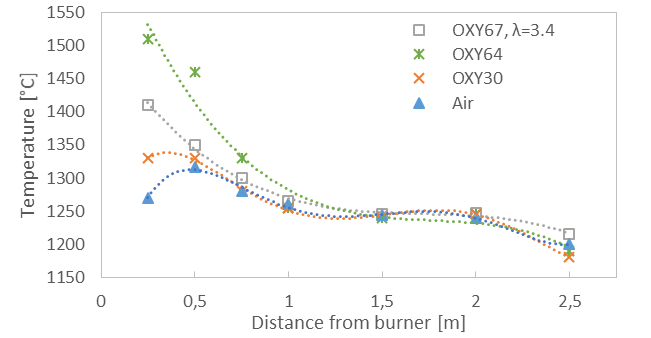 1550
1500
1450
1400
1350
1300
1250
1200
1150
Temperature [°C]
OXY67, λ=3.4
OXY64
OXY30
Air
0 0,5 1 1,5 2 2,5
Distance from burner [m]